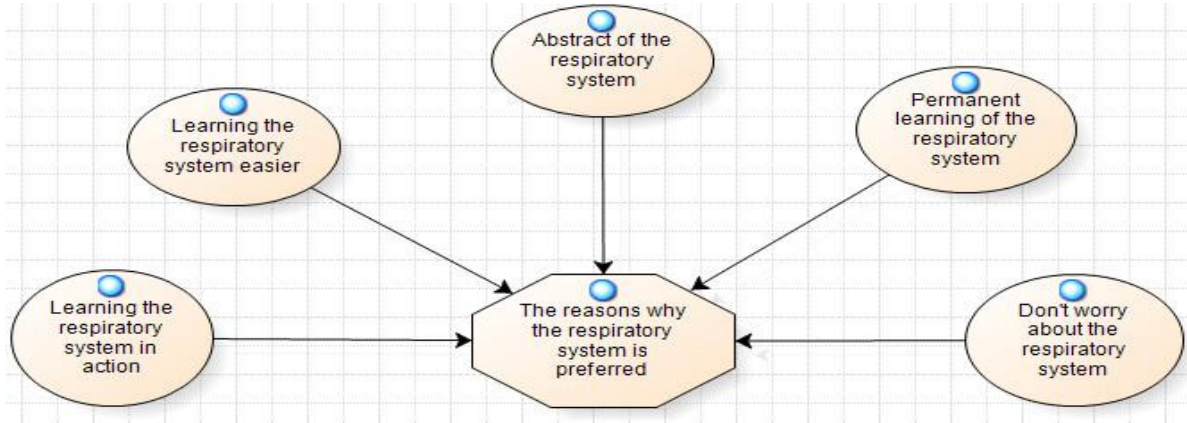 Abstract of the
respiratory
system
Learning the
respiratory
system easier
Permanent
learning of the
respiratory
system
Learning the
respiratory
system in
action
The reasons why
the respiratory
system is
preferred
Don't worry
about the
respiratory
system